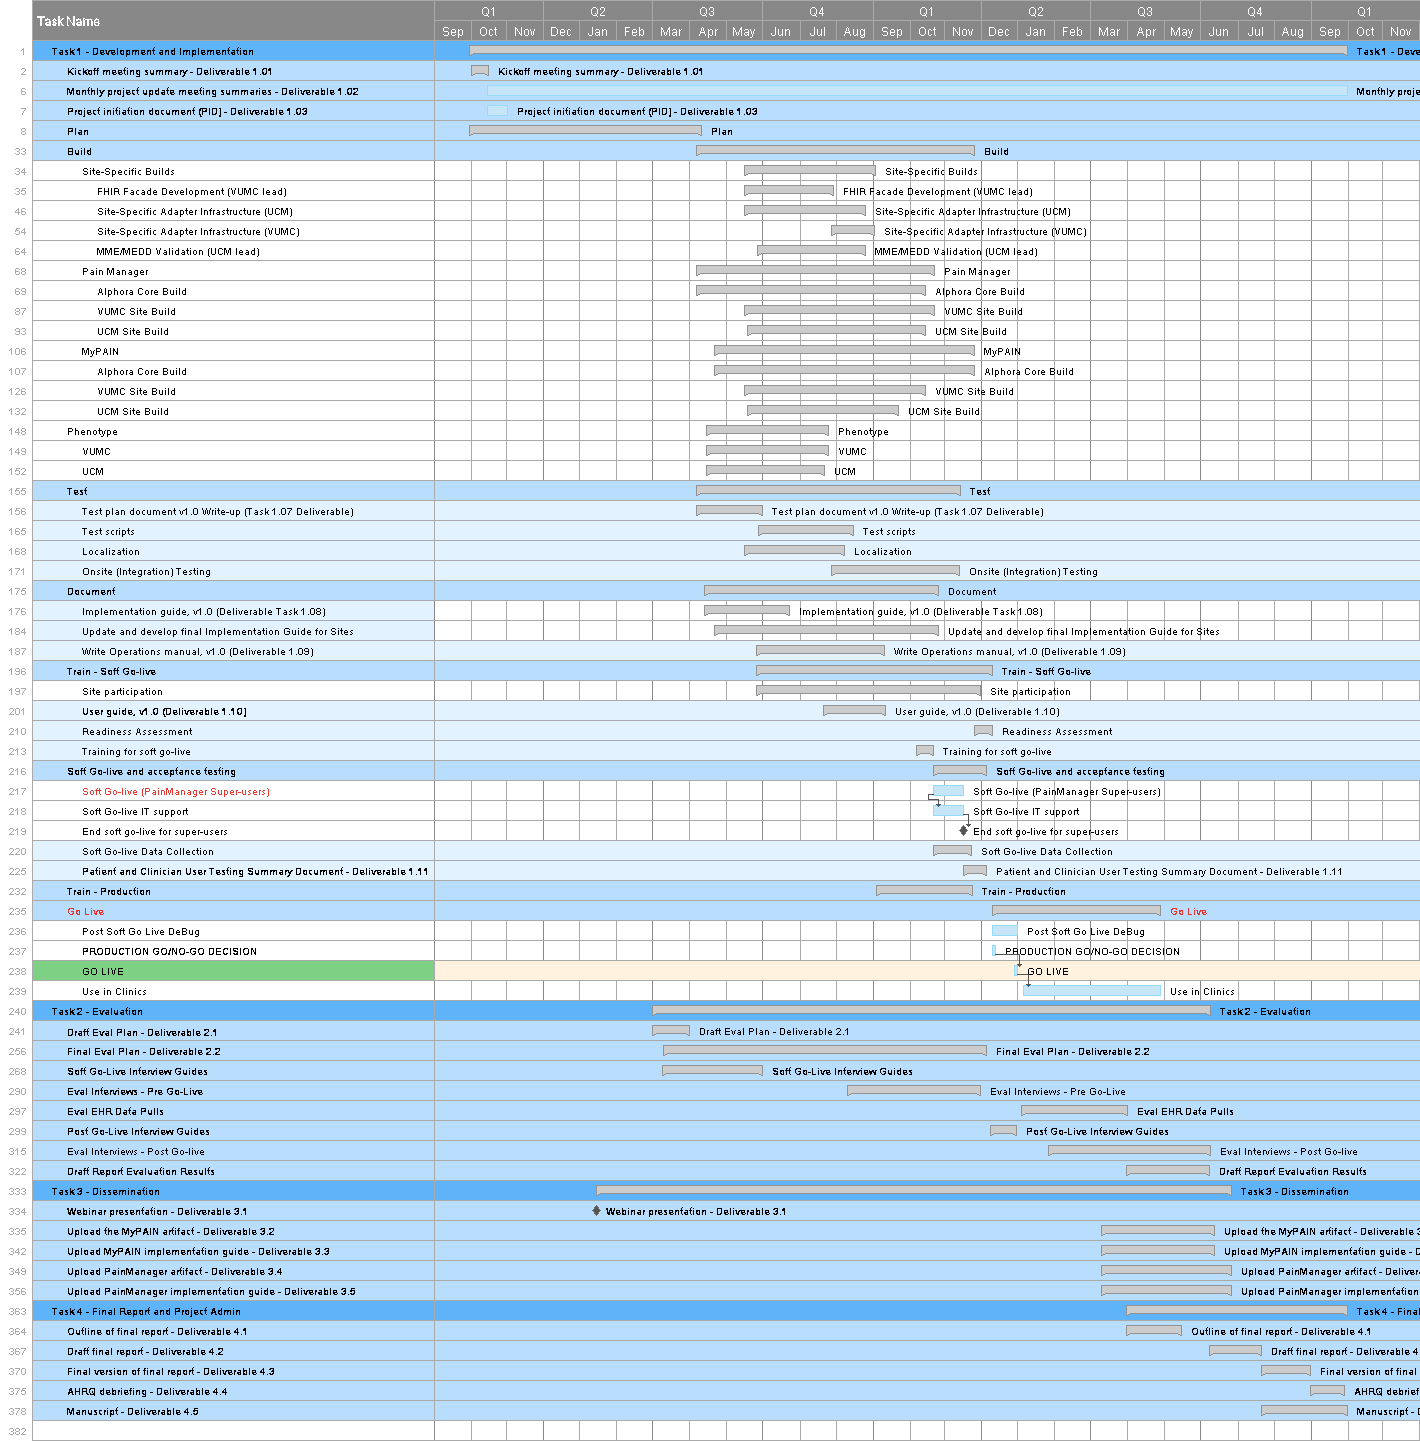 Task Name
Q1 Q2 Q3 Q4 Q1 Q2 Q3 Q4 Q1
Sep Oct Nov Dec Jan Feb Mar Apr May Jun Jul Aug Sep Oct Nov Dec Jan Feb Mar Apr May Jun Jul Aug Sep Oct Nov
1 Task 1 - Development and Implementation Task 1 - Deve
2 Kickoff meeting summary - Deliverable 1.01 Kickoff meeting summary - Deliverable 1.01
6 Monthly project update meeting summaries - Deliverable 1.02 Monthly proje
7 Project initiation document (PID) - Deliverable 1.03 Project initiation document (PID) - Deliverable 1.03
8 Plan Plan
33 Build Build
34 Site-Specific Builds Site-Specific Builds
35 FHIR Facade Development (VUMC lead) FHIR Facade Development (VUMC lead)
46 Site-Specific Adapter Infrastructure (UCM) Site-Specific Adapter Infrastructure (UCM)
54 Site-Specific Adapter Infrastructure (VUMC) Site-Specific Adapter Infrastructure (VUMC)
64 MME/MEDD Validation (UCM lead) MME/MEDD Validation (UCM lead)
68 Pain Manager Pain Manager
69 Alphora Core Build Alphora Core Build
87 VUMC Site Build VUMC Site Build
93 UCM Site Build UCM Site Build
106 MyPAIN MyPAIN
107 Alphora Core Build Alphora Core Build
126 VUMC Site Build VUMC Site Build
132 UCM Site Build UCM Site Build
148 Phenotype Phenotype
149 VUMC VUMC
152 UCM UCM
155 Test Test
156 Test plan document v1.0 Write-up (Task 1.07 Deliverable) Test plan document v1.0 Write-up (Task 1.07 Deliverable)
165 Test scripts Test scripts
168 Localization Localization
171 Onsite (Integration) Testing Onsite (Integration) Testing
175 Document Document
176 Implementation guide, v1.0 (Deliverable Task 1.08) Implementation guide, v1.0 (Deliverable Task 1.08)
184 Update and develop final Implementation Guide for Sites Update and develop final Implementation Guide for Sites
187 Write Operations manual, v1.0 (Deliverable 1.09) Write Operations manual, v1.0 (Deliverable 1.09)
196 Train - Soft Go-live Train - Soft Go-live
197 Site participation Site participation
201 User guide, v1.0 (Deliverable 1.10) User guide, v1.0 (Deliverable 1.10)
210 Readiness Assessment Readiness Assessment
213 Training for soft go-live Training for soft go-live
216 Soft Go-live and acceptance testing Soft Go-live and acceptance testing
217 Soft Go-live (PainManager Super-users) Soft Go-live (PainManager Super-users)
218 Soft Go-live IT support Soft Go-live IT support
219 End soft go-live for super-users End soft go-live for super-users
220 Soft Go-live Data Collection Soft Go-live Data Collection
225 Patient and Clinician User Testing Summary Document - Deliverable 1.11 Patient and Clinician User Testing Summary Document - Deliverable 1.11
232 Train - Production Train - Production
235 Go Live Go Live
236 Post Soft Go Live DeBug Post Soft Go Live DeBug
237 PRODUCTION GO/NO-GO DECISION PRODUCTION GO/NO-GO DECISION
238 GO LIVE GO LIVE
239 Use in Clinics Use in Clinics
240 Task 2 - Evaluation Task 2 - Evaluation
241 Draft Eval Plan - Deliverable 2.1 Draft Eval Plan - Deliverable 2.1
256 Final Eval Plan - Deliverable 2.2 Final Eval Plan - Deliverable 2.2
268 Soft Go-Live Interview Guides Soft Go-Live Interview Guides
290 Eval Interviews - Pre Go-Live Eval Interviews - Pre Go-Live
297 Eval EHR Data Pulls Eval EHR Data Pulls
299 Post Go-Live Interview Guides Post Go-Live Interview Guides
315 Eval Interviews - Post Go-live Eval Interviews - Post Go-live
322 Draft Report Evaluation Results Draft Report Evaluation Results
333 Task 3 - Dissemination Task 3 - Dissemination
334 Webinar presentation - Deliverable 3.1 Webinar presentation - Deliverable 3.1
335 Upload the MyPAIN artifact - Deliverable 3.2 Upload the MyPAIN artifact - Deliverable 3
342 Upload MyPAIN implementation guide - Deliverable 3.3 Upload MyPAIN implementation guide - D
349 Upload PainManager artifact - Deliverable 3.4 Upload PainManager artifact - Deliver
356 Upload PainManager implementation guide - Deliverable 3.5 Upload PainManager implementation
363 Task 4 - Final Report and Project Admin Task 4 - Final
364 Outline of final report - Deliverable 4.1 Outline of final report - Deliverable 4.1
367 Draft final report - Deliverable 4.2 Draft final report - Deliverable 4
370 Final version of final report - Deliverable 4.3 Final version of final
375 AHRQ debriefing - Deliverable 4.4 AHRQ debrief
378 Manuscript - Deliverable 4.5 Manuscript - D
382